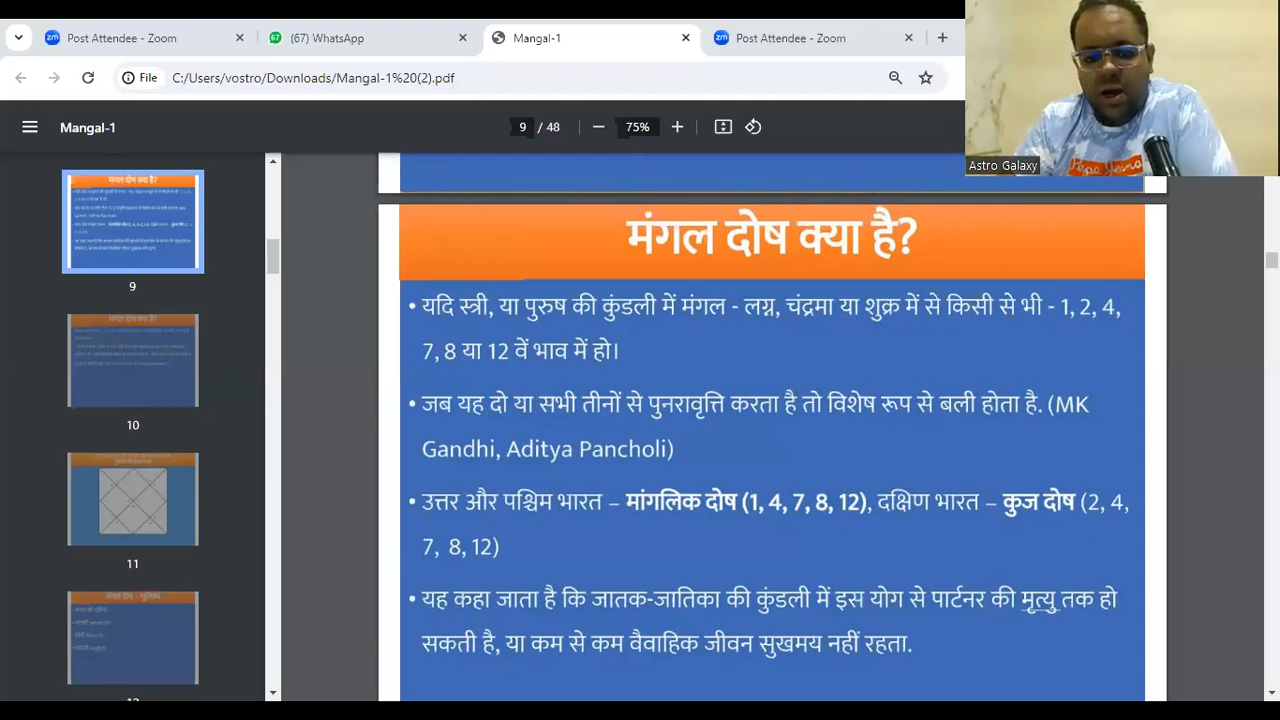 Post Attendee - Zoom
(67) WhatsApp
Mangal-1
Post Attendee - Zoom
File
C:/Users/vostro/Downloads/Mangal-1%20(2).pdf
Mangal-1
9 / 48
75%
Astro Galaxy
मंगल दोष क्या है?
• यदि स्त्री, या पुरुष की कुंडली में मंगल - लग्न, चंद्रमा या शुक्र में से किसी से भी - 1, 2, 4,
7, 8 या 12 वें भाव में हो।
• जब यह दो या सभी तीनों से पुनरावृत्ति करता है तो विशेष रूप से बली होता है. (MK
Gandhi, Aditya Pancholi)
• उत्तर और पश्चिम भारत – मांगलिक दोष (1, 4, 7, 8, 12), दक्षिण भारत – कुज दोष (2, 4,
7, 8, 12)
• यह कहा जाता है कि जातक-जातिका की कुंडली में इस योग से पार्टनर की मृत्यु तक हो
सकती है, या कम से कम वैवाहिक जीवन सुखमय नहीं रहता.
मंगल दोष क्या है?
9
10
11